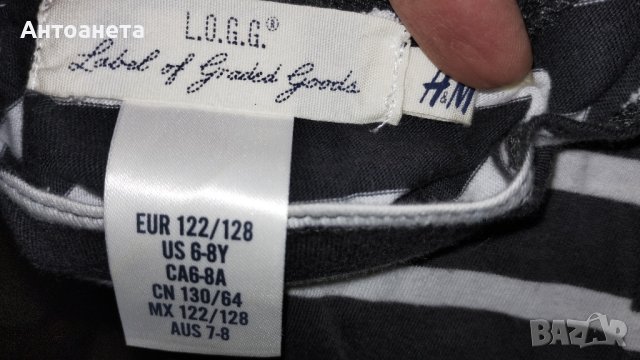 Антоанета
L.O.G.G.®
Label of Graded Goods
H&M
EUR 122/128
US 6-8Y
CA6-8A
CN 130/64
MX 122/128
AUS 7-8
BAZAR